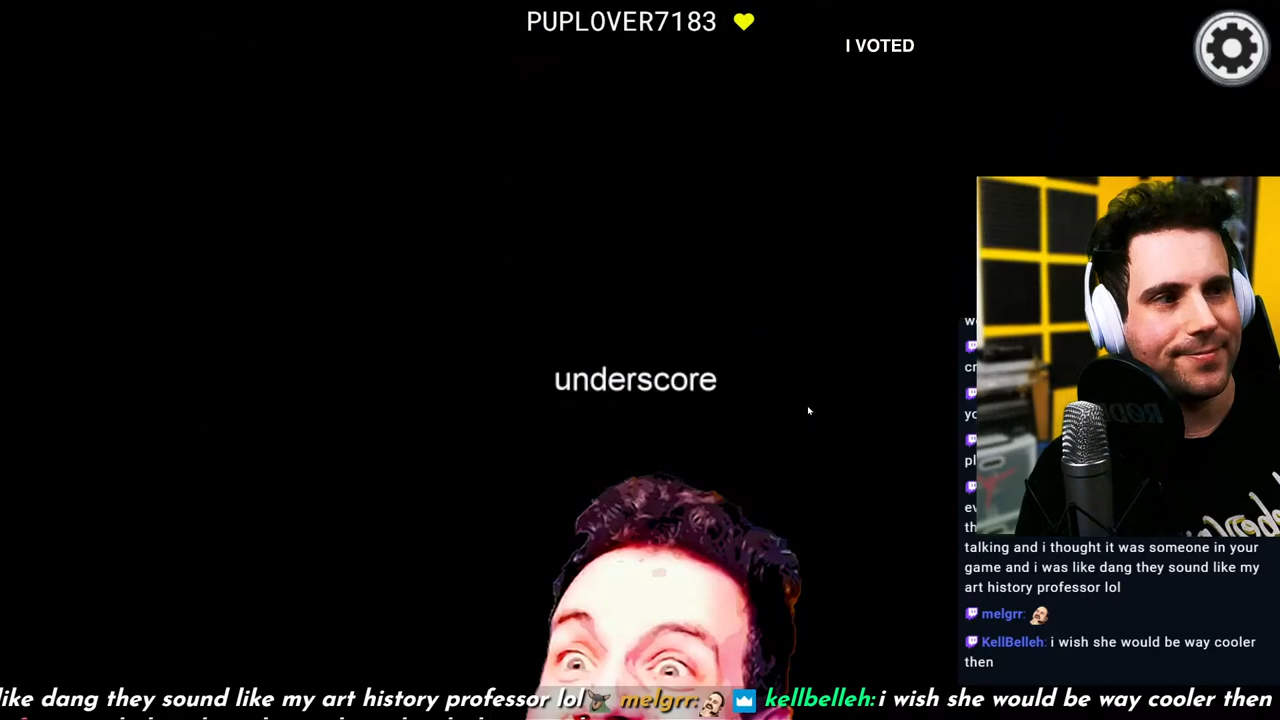 PUPL0VER7183
I VOTED
underscore
talking and i thought it was someone in your
game and i was like dang they sound like my
art history professor lol
melgrr:
KellBelleh: i wish she would be way cooler
then
like dang they sound like my art history professor lol melgrr: kellbelleh: i wish she would be way cooler then